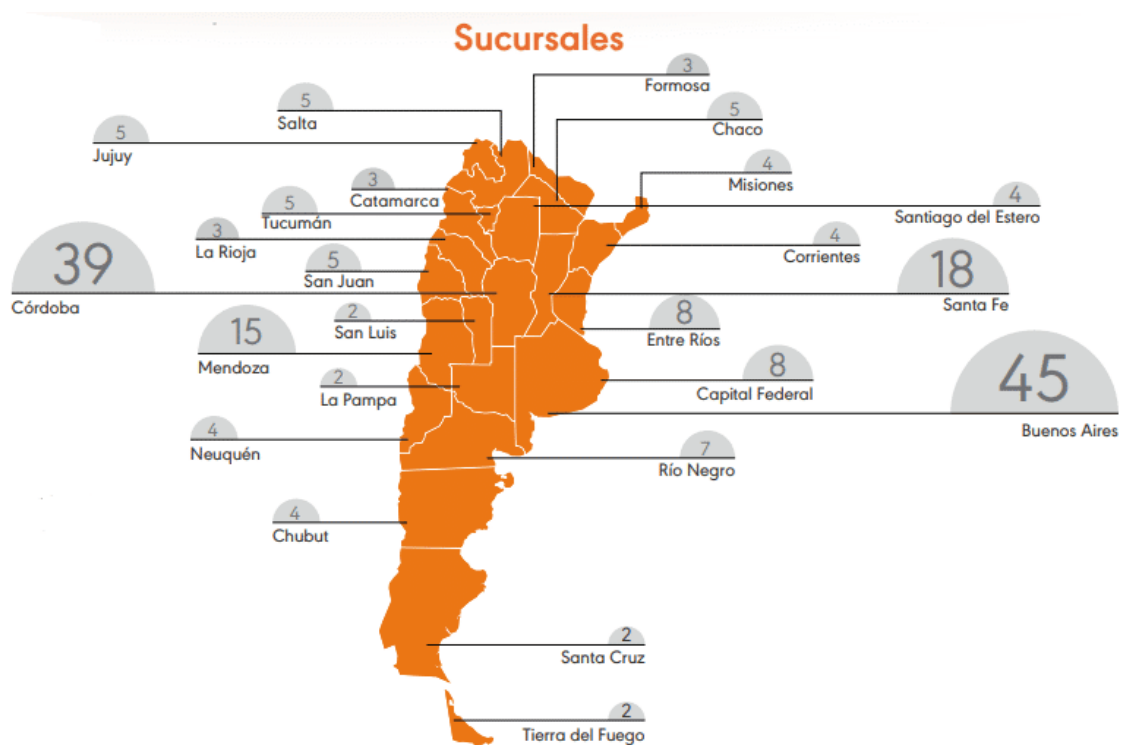 Sucursales
3
Formosa
5
Salta
5
Chaco
5
Jujuy
4
Misiones
3
Catamarca
4
Santiago del Estero
5
Tucumán
3
La Rioja
4
Corrientes
39
Córdoba
5
San Juan
18
Santa Fe
2
San Luis
8
Entre Ríos
15
Mendoza
8
Capital Federal
2
La Pampa
45
Buenos Aires
4
Neuquén
7
Río Negro
4
Chubut
2
Santa Cruz
2
Tierra del Fuego